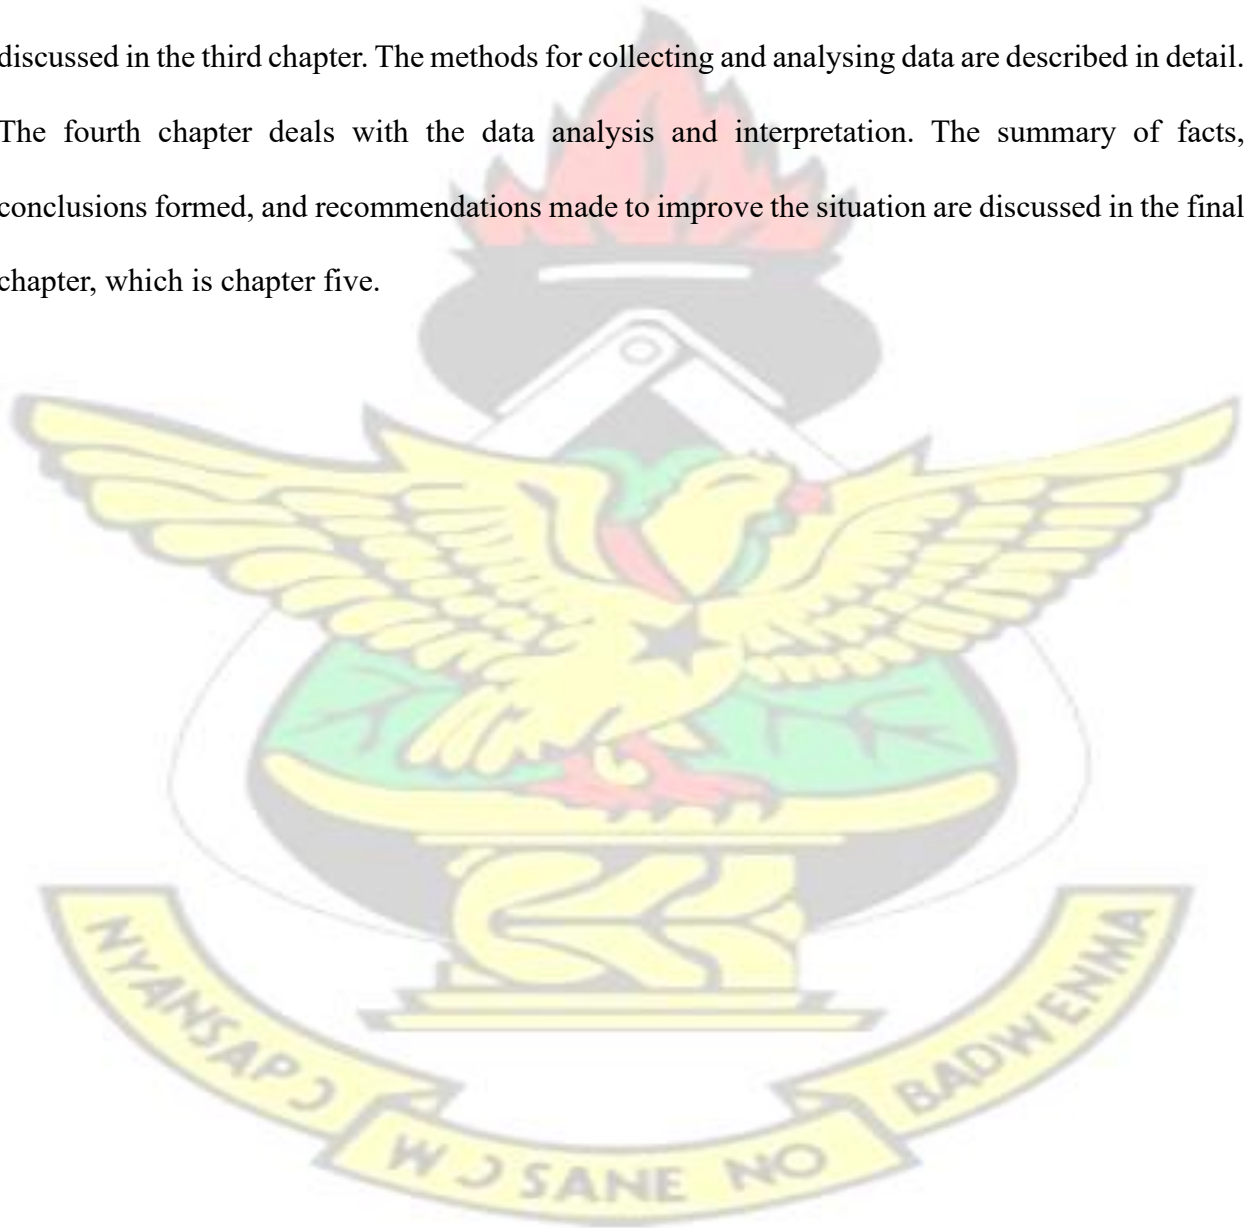 discussed in the third chapter. The methods for collecting and analysing data are described in detail.
The fourth chapter deals with the data analysis and interpretation. The summary of facts,
conclusions formed, and recommendations made to improve the situation are discussed in the final
chapter, which is chapter five.
NYANSAPƆ
WƆ SANE NO
BADWENMA